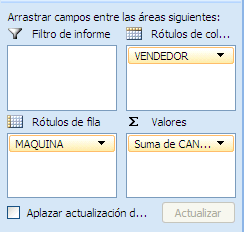 Arrastrar campos entre las áreas siguientes:
Filtro de informe
Rótulos de col...
VENDEDOR
Rótulos de fila
Σ Valores
MAQUINA
Suma de CAN...
Aplazar actualización d...
Actualizar